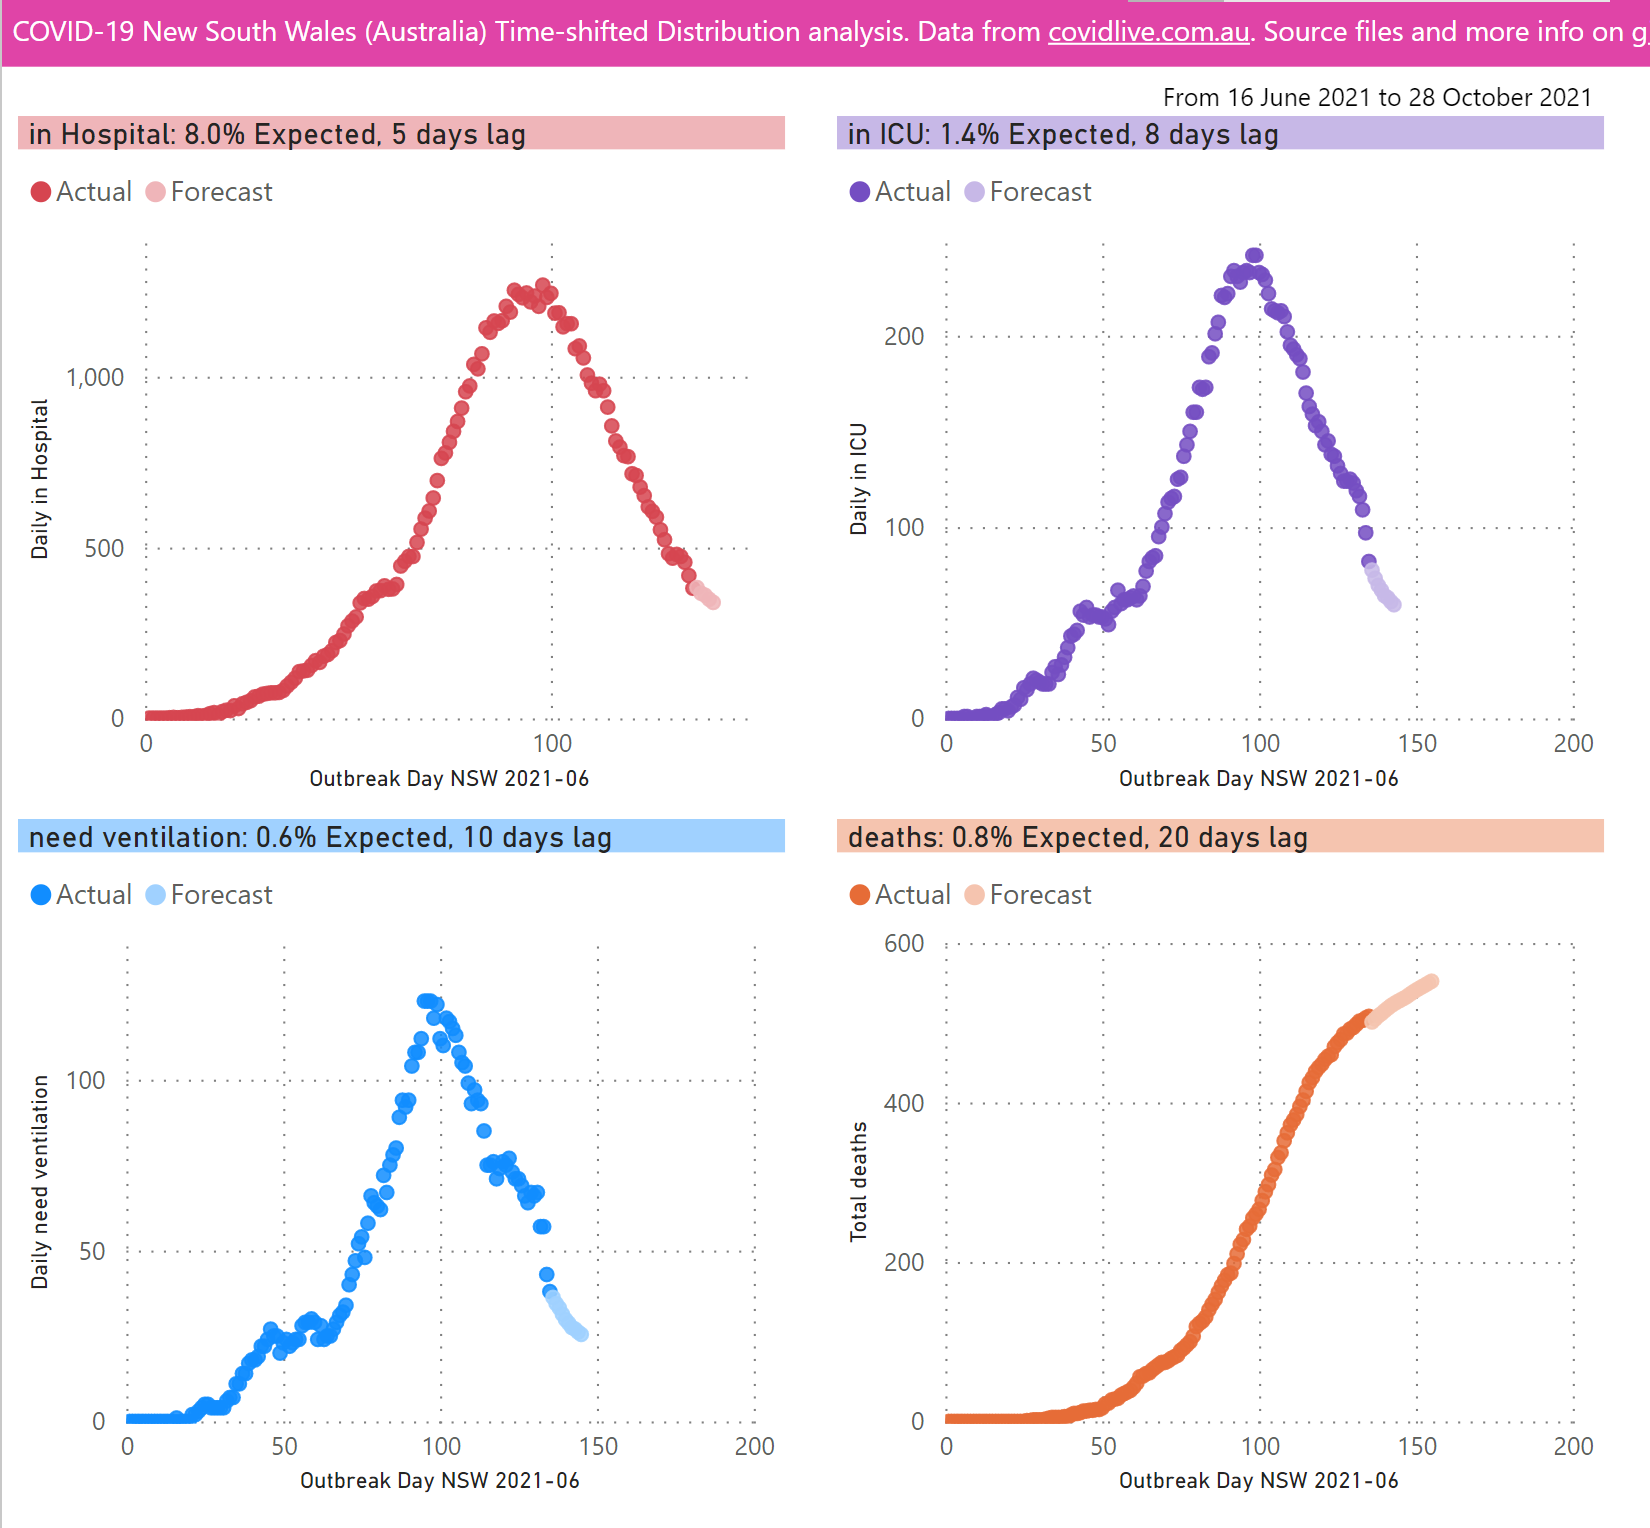 COVID-19 New South Wales (Australia) Time-shifted Distribution analysis. Data from covidlive.com.au. Source files and more info on
From 16 June 2021 to 28 October 2021
in Hospital: 8.0% Expected, 5 days lag
Actual Forecast
1,000
500
0
0 100
Daily in Hospital
Outbreak Day NSW 2021-06
in ICU: 1.4% Expected, 8 days lag
Actual Forecast
200
100
0
0 50 100 150 200
Daily in ICU
Outbreak Day NSW 2021-06
need ventilation: 0.6% Expected, 10 days lag
Actual Forecast
100
50
0
0 50 100 150 200
Daily need ventilation
Outbreak Day NSW 2021-06
deaths: 0.8% Expected, 20 days lag
Actual Forecast
600
400
200
0
0 50 100 150 200
Total deaths
Outbreak Day NSW 2021-06